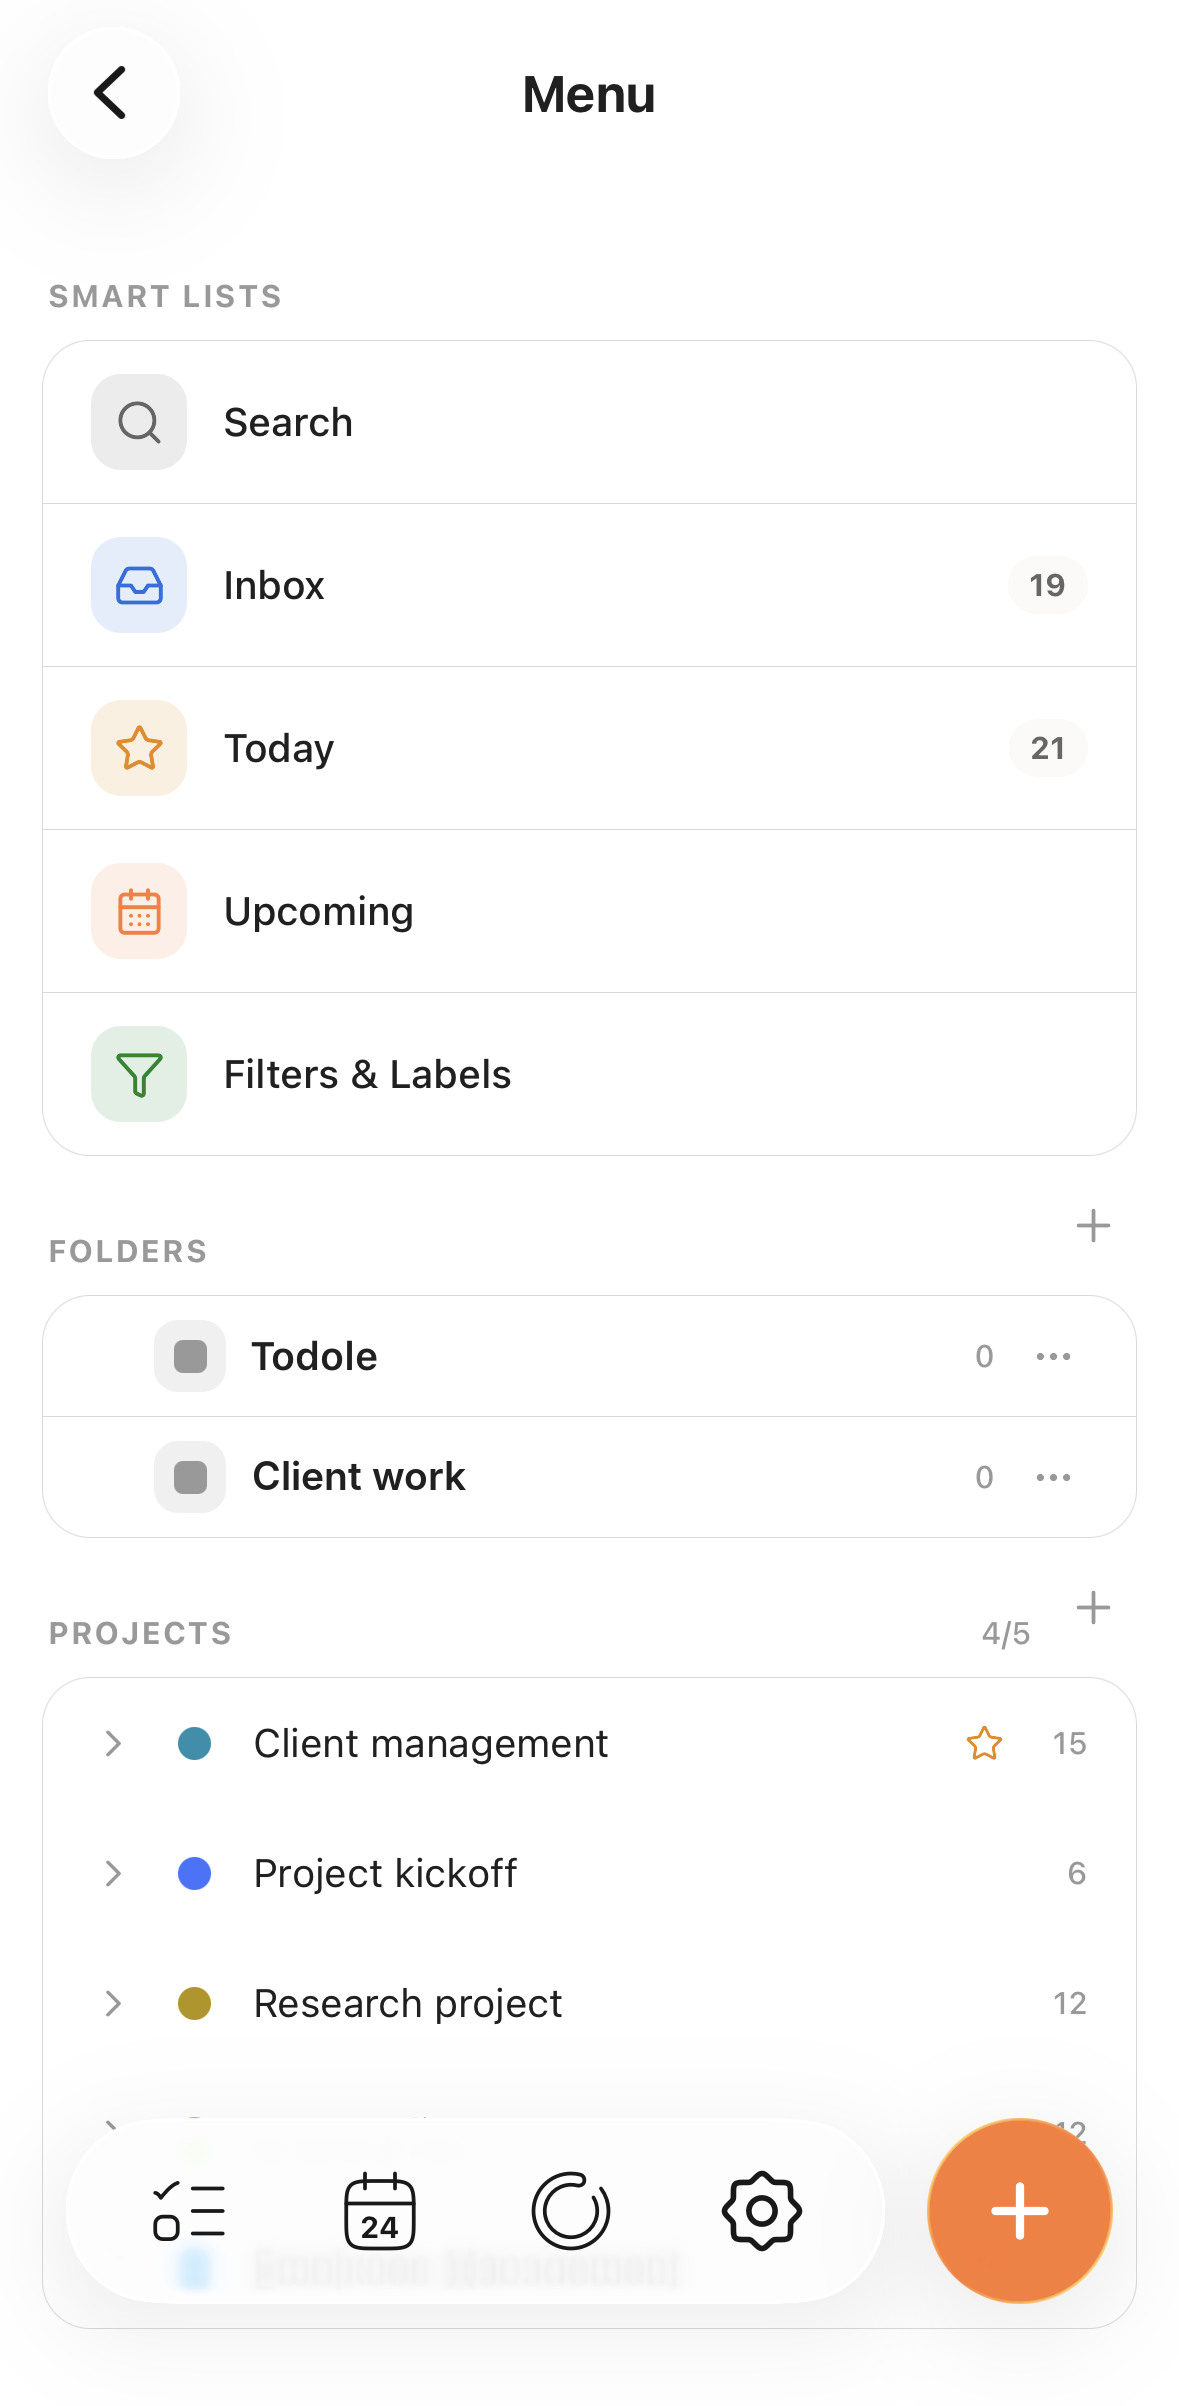 Menu
SMART LISTS
Search
Inbox 19
Today 21
Upcoming
Filters & Labels
FOLDERS
Todole 0
Client work 0
PROJECTS 4/5
Client management 15
Project kickoff 6
Research project 12
12
24